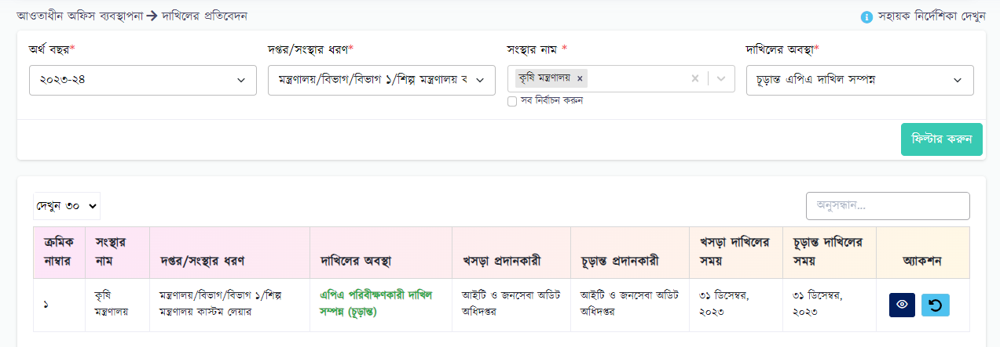 আওতাধীন অফিস ব্যবস্থাপনা → দাখিলের প্রতিবেদন
সহায়ক নির্দেশিকা দেখুন
অর্থ বছর*
দপ্তর/সংস্থার ধরণ*
সংস্থার নাম *
দাখিলের অবস্থা*
২০২৩-২৪
মন্ত্রণালয়/বিভাগ/বিভাগ ১/শিল্প মন্ত্রণালয় ব
কৃষি মন্ত্রণালয় x
চূড়ান্ত এপিএ দাখিল সম্পন্ন
সব নির্বাচন করুন
ফিল্টার করুন
দেখুন ৩০
অনুসন্ধান...
ক্রমিক নাম্বার
সংস্থার নাম
দপ্তর/সংস্থার ধরণ
দাখিলের অবস্থা
খসড়া প্রদানকারী
চূড়ান্ত প্রদানকারী
খসড়া দাখিলের সময়
চূড়ান্ত দাখিলের সময়
অ্যাকশন
১
কৃষি মন্ত্রণালয়
মন্ত্রণালয়/বিভাগ/বিভাগ ১/শিল্প
মন্ত্রণালয় কাস্টম লেয়ার
এপিএ পরিবীক্ষণকারী দাখিল
সম্পন্ন (চূড়ান্ত)
আইটি ও জনসেবা অডিট
অধিদপ্তর
আইটি ও জনসেবা অডিট
অধিদপ্তর
৩১ ডিসেম্বর,
২০২৩
৩১ ডিসেম্বর,
২০২৩